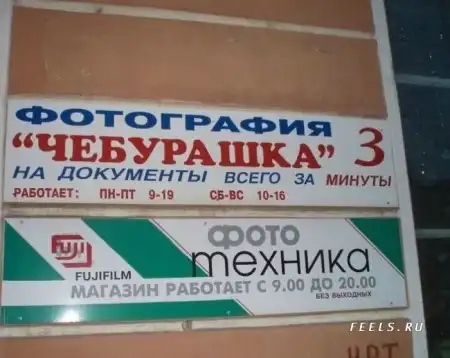 ФОТОГРАФИЯ
"ЧЕБУРАШКА" 3
НА ДОКУМЕНТЫ ВСЕГО ЗА МИНУТЫ
РАБОТАЕТ: ПН-ПТ 9-19 СБ-ВС 10-16
фото
техника
FUJI
FUJIFILM
МАГАЗИН РАБОТАЕТ С 9.00 ДО 20.00
БЕЗ ВЫХОДНЫХ
FEELS.RU